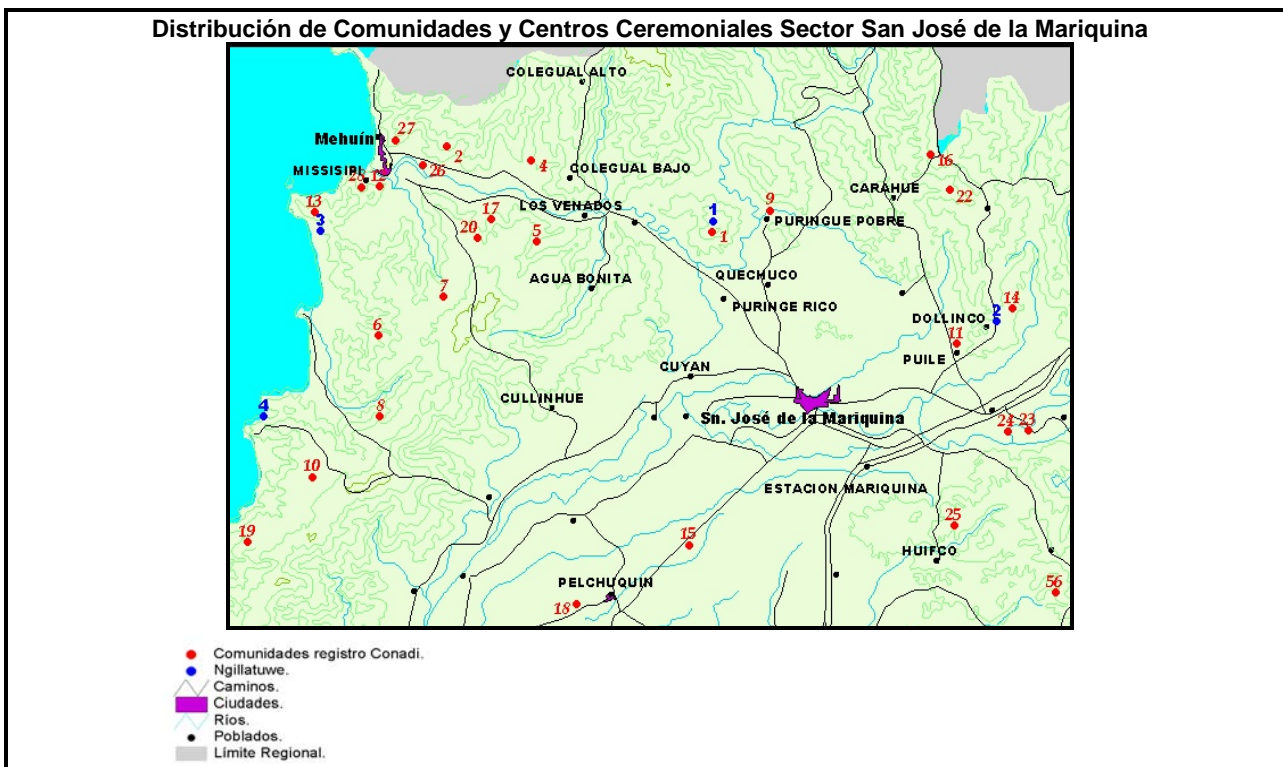 Distribución de Comunidades y Centros Ceremoniales Sector San José de la Mariquina
COLEGUAL ALTO
27
Mehuín
2
16
4
26
COLEGUAL BAJO
MISSISIPI
12
CARAHUE
22
13
9
17
LOS VENADOS
1
PURINGUE POBRE
3
20
5
1
QUECHUCO
AGUA BONITA
7
PURINGE RICO
14
2
DOLLINCO
6
11
PUILE
CUYAN
CULLINHUE
4
8
Sn. José de la Mariquina
24
23
10
ESTACION MARIQUINA
25
15
19
HUIFCO
PELCHUQUIN
56
18
Comunidades registro Conadi.
Ngillatuwe.
Caminos.
Ciudades.
Ríos.
Poblados.
Límite Regional.